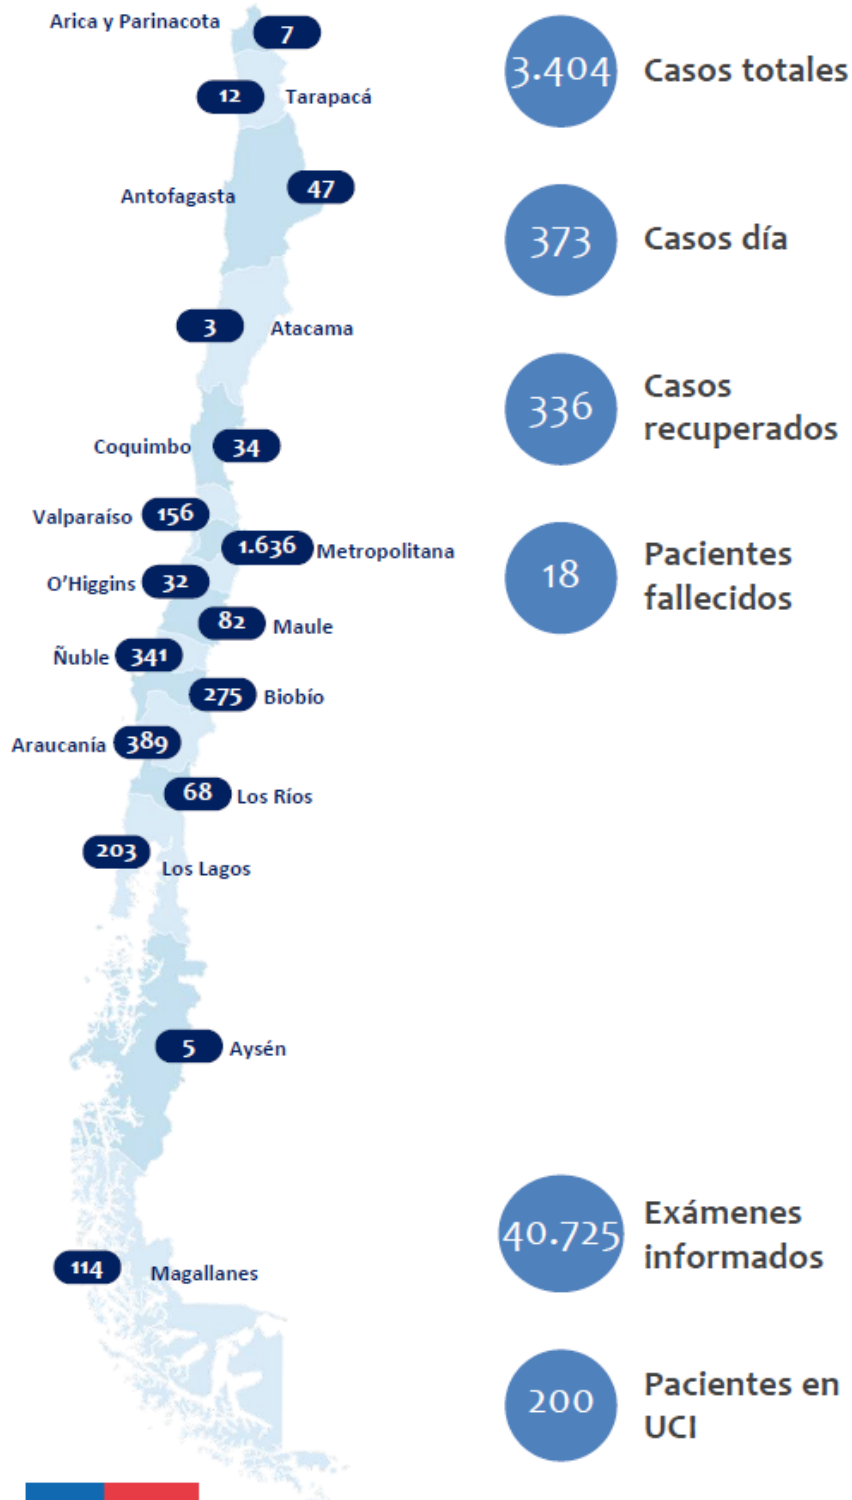 Arica y Parinacota
7
12
Tarapacá
Antofagasta
47
3
Atacama
Coquimbo
34
Valparaíso
156
1.636
Metropolitana
O'Higgins
32
82
Maule
Ñuble
341
275
Biobío
Araucanía
389
68
Los Ríos
203
Los Lagos
5
Aysén
114
Magallanes
3.404
Casos totales
373
Casos día
336
Casos
recuperados
18
Pacientes
fallecidos
40.725
Exámenes
informados
200
Pacientes en
UCI